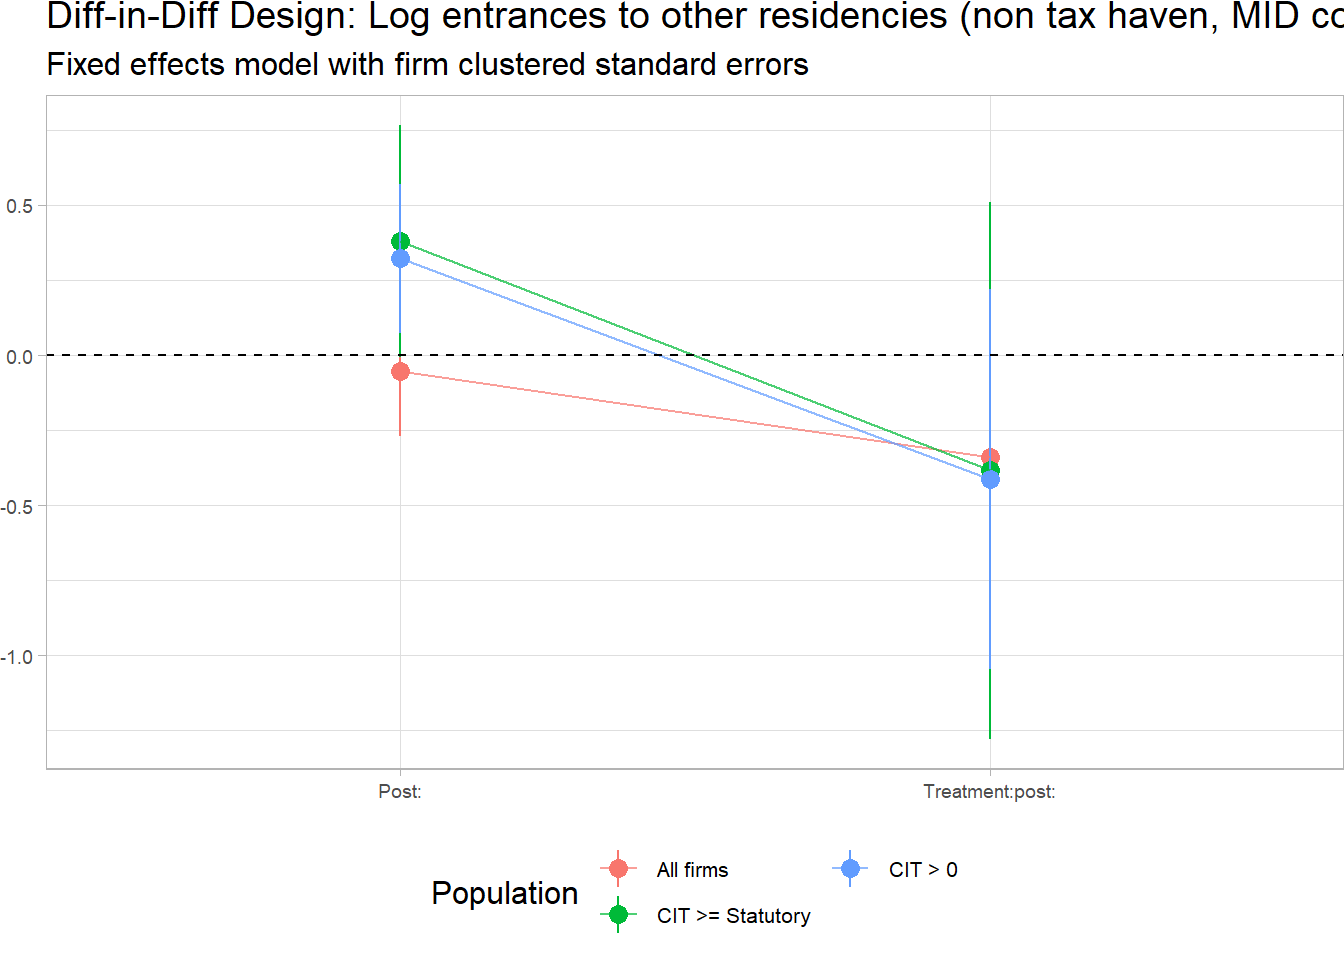 Diff-in-Diff Design: Log entrances to other residencies (non tax haven, MID
Fixed effects model with firm clustered standard errors
0.5
0.0
-0.5
-1.0
Post:
Treatment:post:
Population
All firms
CIT > 0
CIT >= Statutory